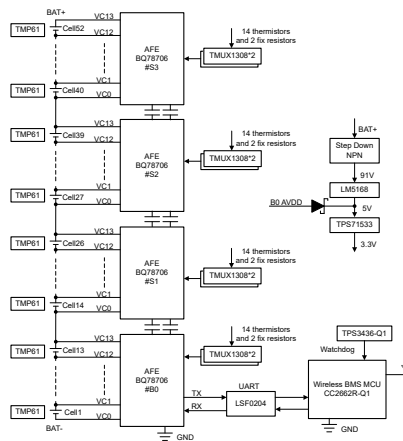 BAT+
TMP61
Cell52
VC13
VC12
AFE
BQ78706
#S3
14 thermistors
and 2 fix resistors
TMUX1308*2
TMP61
Cell40
VC1
VC0
TMP61
Cell39
VC13
VC12
AFE
BQ78706
#S2
14 thermistors
and 2 fix resistors
TMUX1308*2
TMP61
Cell27
VC1
VC0
BAT+
Step Down
NPN
91V
LM5168
B0 AVDD
5V
TPS71533
3.3V
TMP61
Cell26
VC13
VC12
AFE
BQ78706
#S1
14 thermistors
and 2 fix resistors
TMUX1308*2
TMP61
Cell14
VC1
VC0
TMP61
Cell13
VC13
VC12
AFE
BQ78706
#B0
14 thermistors
and 2 fix resistors
TMUX1308*2
TMP61
Cell1
VC1
VC0
BAT-
GND
TX
RX
UART
LSF0204
TPS3436-Q1
Watchdog
Wireless BMS MCU
CC2662R-Q1
GND